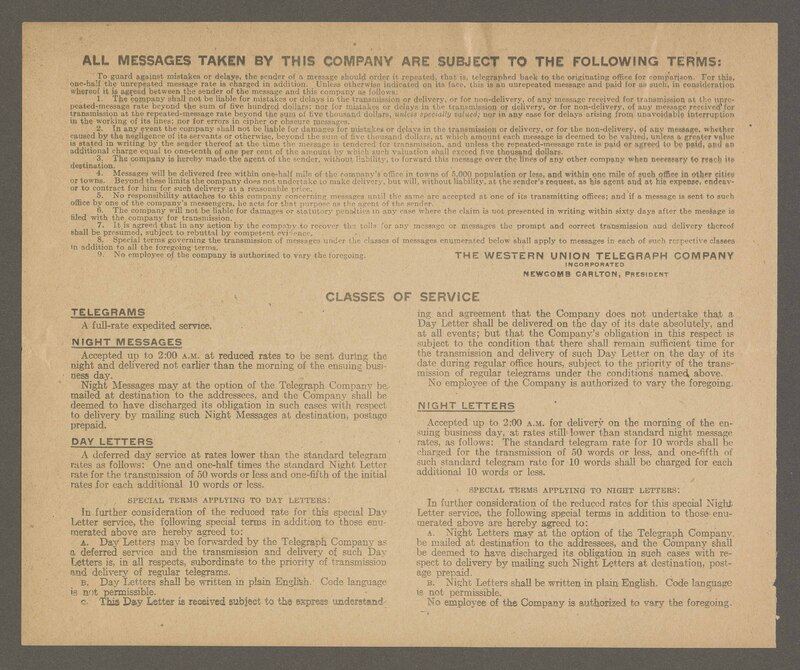 ALL MESSAGES TAKEN BY THIS COMPANY ARE SUBJECT TO THE FOLLOWING TERMS:
To guard against mistakes or delays, the sender of a message should order it repeated, that is, telegraphed back to the originating office for comparison. For this,
one-half the unrepeated message rate is charged in addition. Unless otherwise indicated on its face, this is an unrepeated message and paid for as such, in consideration
whereof it is agreed between the sender of the message and this company as follows:
1. The company shall not be liable for mistakes or delays in the transmission or delivery, or for non-delivery, of any message received for transmission at the unre-
peated-message rate beyond the sum of five hundred dollars; nor for mistakes or delays in the transmission or delivery, or for non-delivery, of any message received for
transmission at the repeated-message rate beyond the sum of five thousand dollars, unless specially valued; nor in any case for delays arising from unavoidable interruption
in the working of its lines; nor for errors in cipher or obscure messages.
2. In any event the company shall not be liable for damages for mistakes or delays in transmission or delivery, or for the non-delivery, of any message, whether
caused by the negligence of its servants or otherwise, beyond the sum of five thousand dollars, at which amount each message is deemed to be valued, unless a greater value
is stated in writing by the sender thereof at the time the message is tendered for transmission, and unless the repeated-message rate is paid or agreed to be paid, and an
additional charge equal to one-tenth of one per cent of the amount by which such valuation shall exceed five thousand dollars.
3. The company is hereby made the agent of the sender, without liability, to forward this message over the lines of any other company when necessary to reach its
destination.
4. Messages will be delivered free within one-half mile of the company's office in towns of 5,000 population or less, and within one mile of such office in other cities
or towns. Beyond these limits the company does not undertake to make delivery, but will, without liability, at the sender's request, as his agent and at his expense, endeav-
or to contract for him for such delivery at a reasonable price.
5. No responsibility attaches to this company concerning messages until the same are accepted at one of its transmitting offices; and if a message is sent to such
office by one of the company's messengers, he acts for that purpose as the agent of the sender.
6. The company will not be liable for damages or statutory penalties in any case where the claim is not presented in writing within sixty days after the message is
filed with the company for transmission.
7. It is agreed that in any action by the company to recover the tolls for any message or messages the prompt and correct transmission and delivery thereof
shall be presumed, subject to rebuttal by competent evidence.
8. Special terms governing the transmission of messages under the classes of messages enumerated below shall apply to messages in each of such respective classes
in addition to all the foregoing terms.
9. No employee of the company is authorized to vary the foregoing.
THE WESTERN UNION TELEGRAPH COMPANY
INCORPORATED
NEWCOMB CARLTON, PRESIDENT
CLASSES OF SERVICE
TELEGRAMS
A full-rate expedited service.
NIGHT MESSAGES
Accepted up to 2:00 A.M. at reduced rates to be sent during the
night and delivered not earlier than the morning of the ensuing busi-
ness day.
Night Messages may at the option of the Telegraph Company be
mailed at destination to the addressees, and the Company shall be
deemed to have discharged its obligation in such cases with respect
to delivery by mailing such Night Messages at destination, postage
prepaid.
DAY LETTERS
A deferred day service at rates lower than the standard telegram
rates as follows: One and one-half times the standard Night Letter
rate for the transmission of 50 words or less and one-fifth of the initial
rates for each additional 10 words or less.
SPECIAL TERMS APPLYING TO DAY LETTERS:
In further consideration of the reduced rate for this special Day
Letter service, the following special terms in addition to those enu-
merated above are hereby agreed to:
A. Day Letters may be forwarded by the Telegraph Company as
a deferred service and the transmission and delivery of such Day
Letters is, in all respects, subordinate to the priority of transmission
and delivery of regular telegrams.
B. Day Letters shall be written in plain English. Code language
is not permissible.
C. This Day Letter is received subject to the express understand-
ing and agreement that the Company does not undertake that a
Day Letter shall be delivered on the day of its date absolutely, and
at all events; but that the Company's obligation in this respect is
subject to the condition that there shall remain sufficient time for
the transmission and delivery of such Day Letter on the day of its
date during regular office hours, subject to the priority of the trans-
mission of regular telegrams under the conditions named above.
No employee of the Company is authorized to vary the foregoing.
NIGHT LETTERS
Accepted up to 2:00 A.M. for delivery on the morning of the en-
suing business day, at rates still lower than standard night message
rates, as follows: The standard telegram rate for 10 words shall be
charged for the transmission of 50 words or less, and one-fifth of
such standard telegram rate for 10 words shall be charged for each
additional 10 words or less.
SPECIAL TERMS APPLYING TO NIGHT LETTERS:
In further consideration of the reduced rates for this special Night
Letter service, the following special terms in addition to those enu-
merated above are hereby agreed to:
A. Night Letters may at the option of the Telegraph Company
be mailed at destination to the addressees, and the Company shall
be deemed to have discharged its obligation in such cases with re-
spect to delivery by mailing such Night Letters at destination, post-
age prepaid.
B. Night Letters shall be written in plain English. Code language
is not permissible.
No employee of the Company is authorized to vary the foregoing.